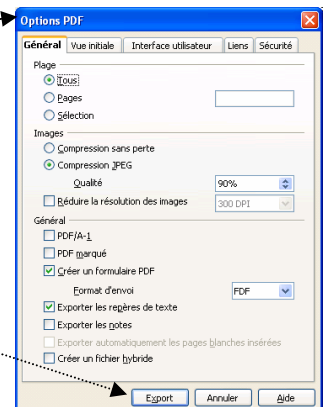 Options PDF
Général Vue initiale Interface utilisateur Liens Sécurité
Plage
Tous
Pages
Sélection
Images
Compression sans perte
Compression JPEG
Qualité 90%
Réduire la résolution des images 300 DPI
Général
PDF/A-1
PDF marqué
Créer un formulaire PDF
Format d'envoi FDF
Exporter les repères de texte
Exporter les notes
Exporter automatiquement les pages blanches insérées
Créer un fichier hybride
Export Annuler Aide